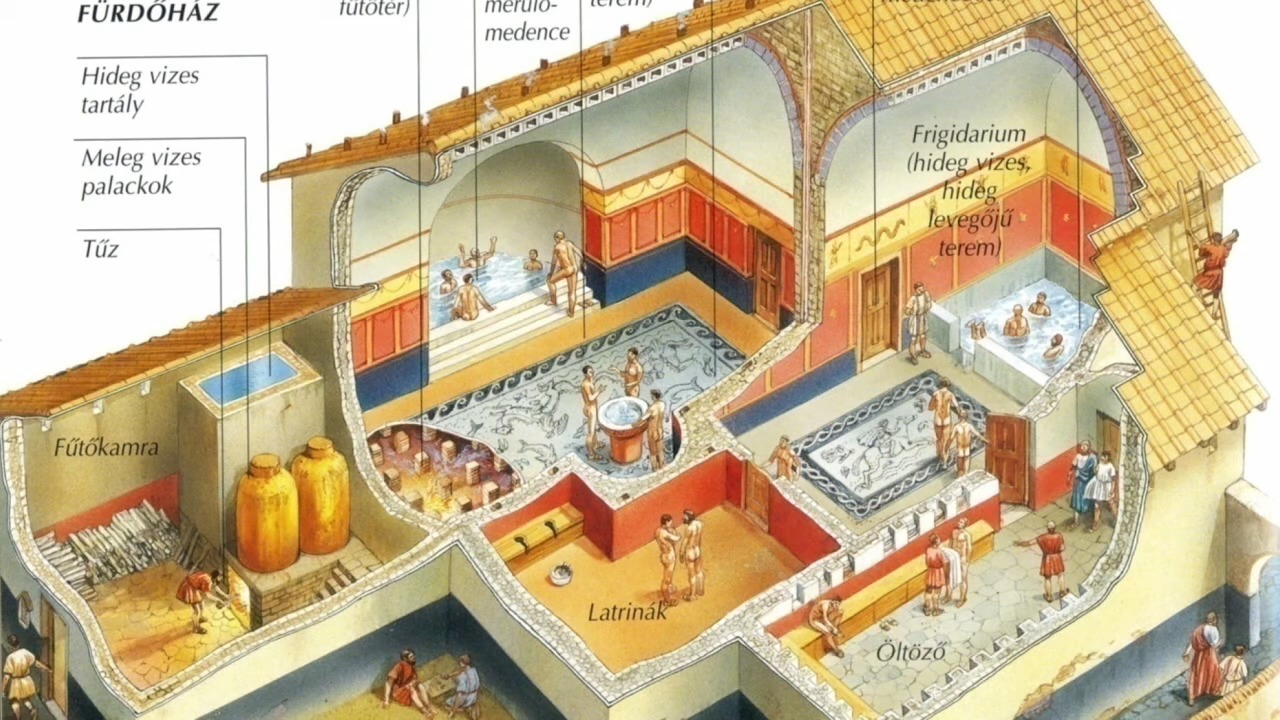 FÜRDŐHÁZ
fűtőtér)
merülő-
medence
terem)
Hideg vizes
tartály
Meleg vizes
palackok
Tűz
Frigidarium
(hideg vizes,
hideg
levegőjű
terem)
Fűtőkamra
Latrinák
Öltöző